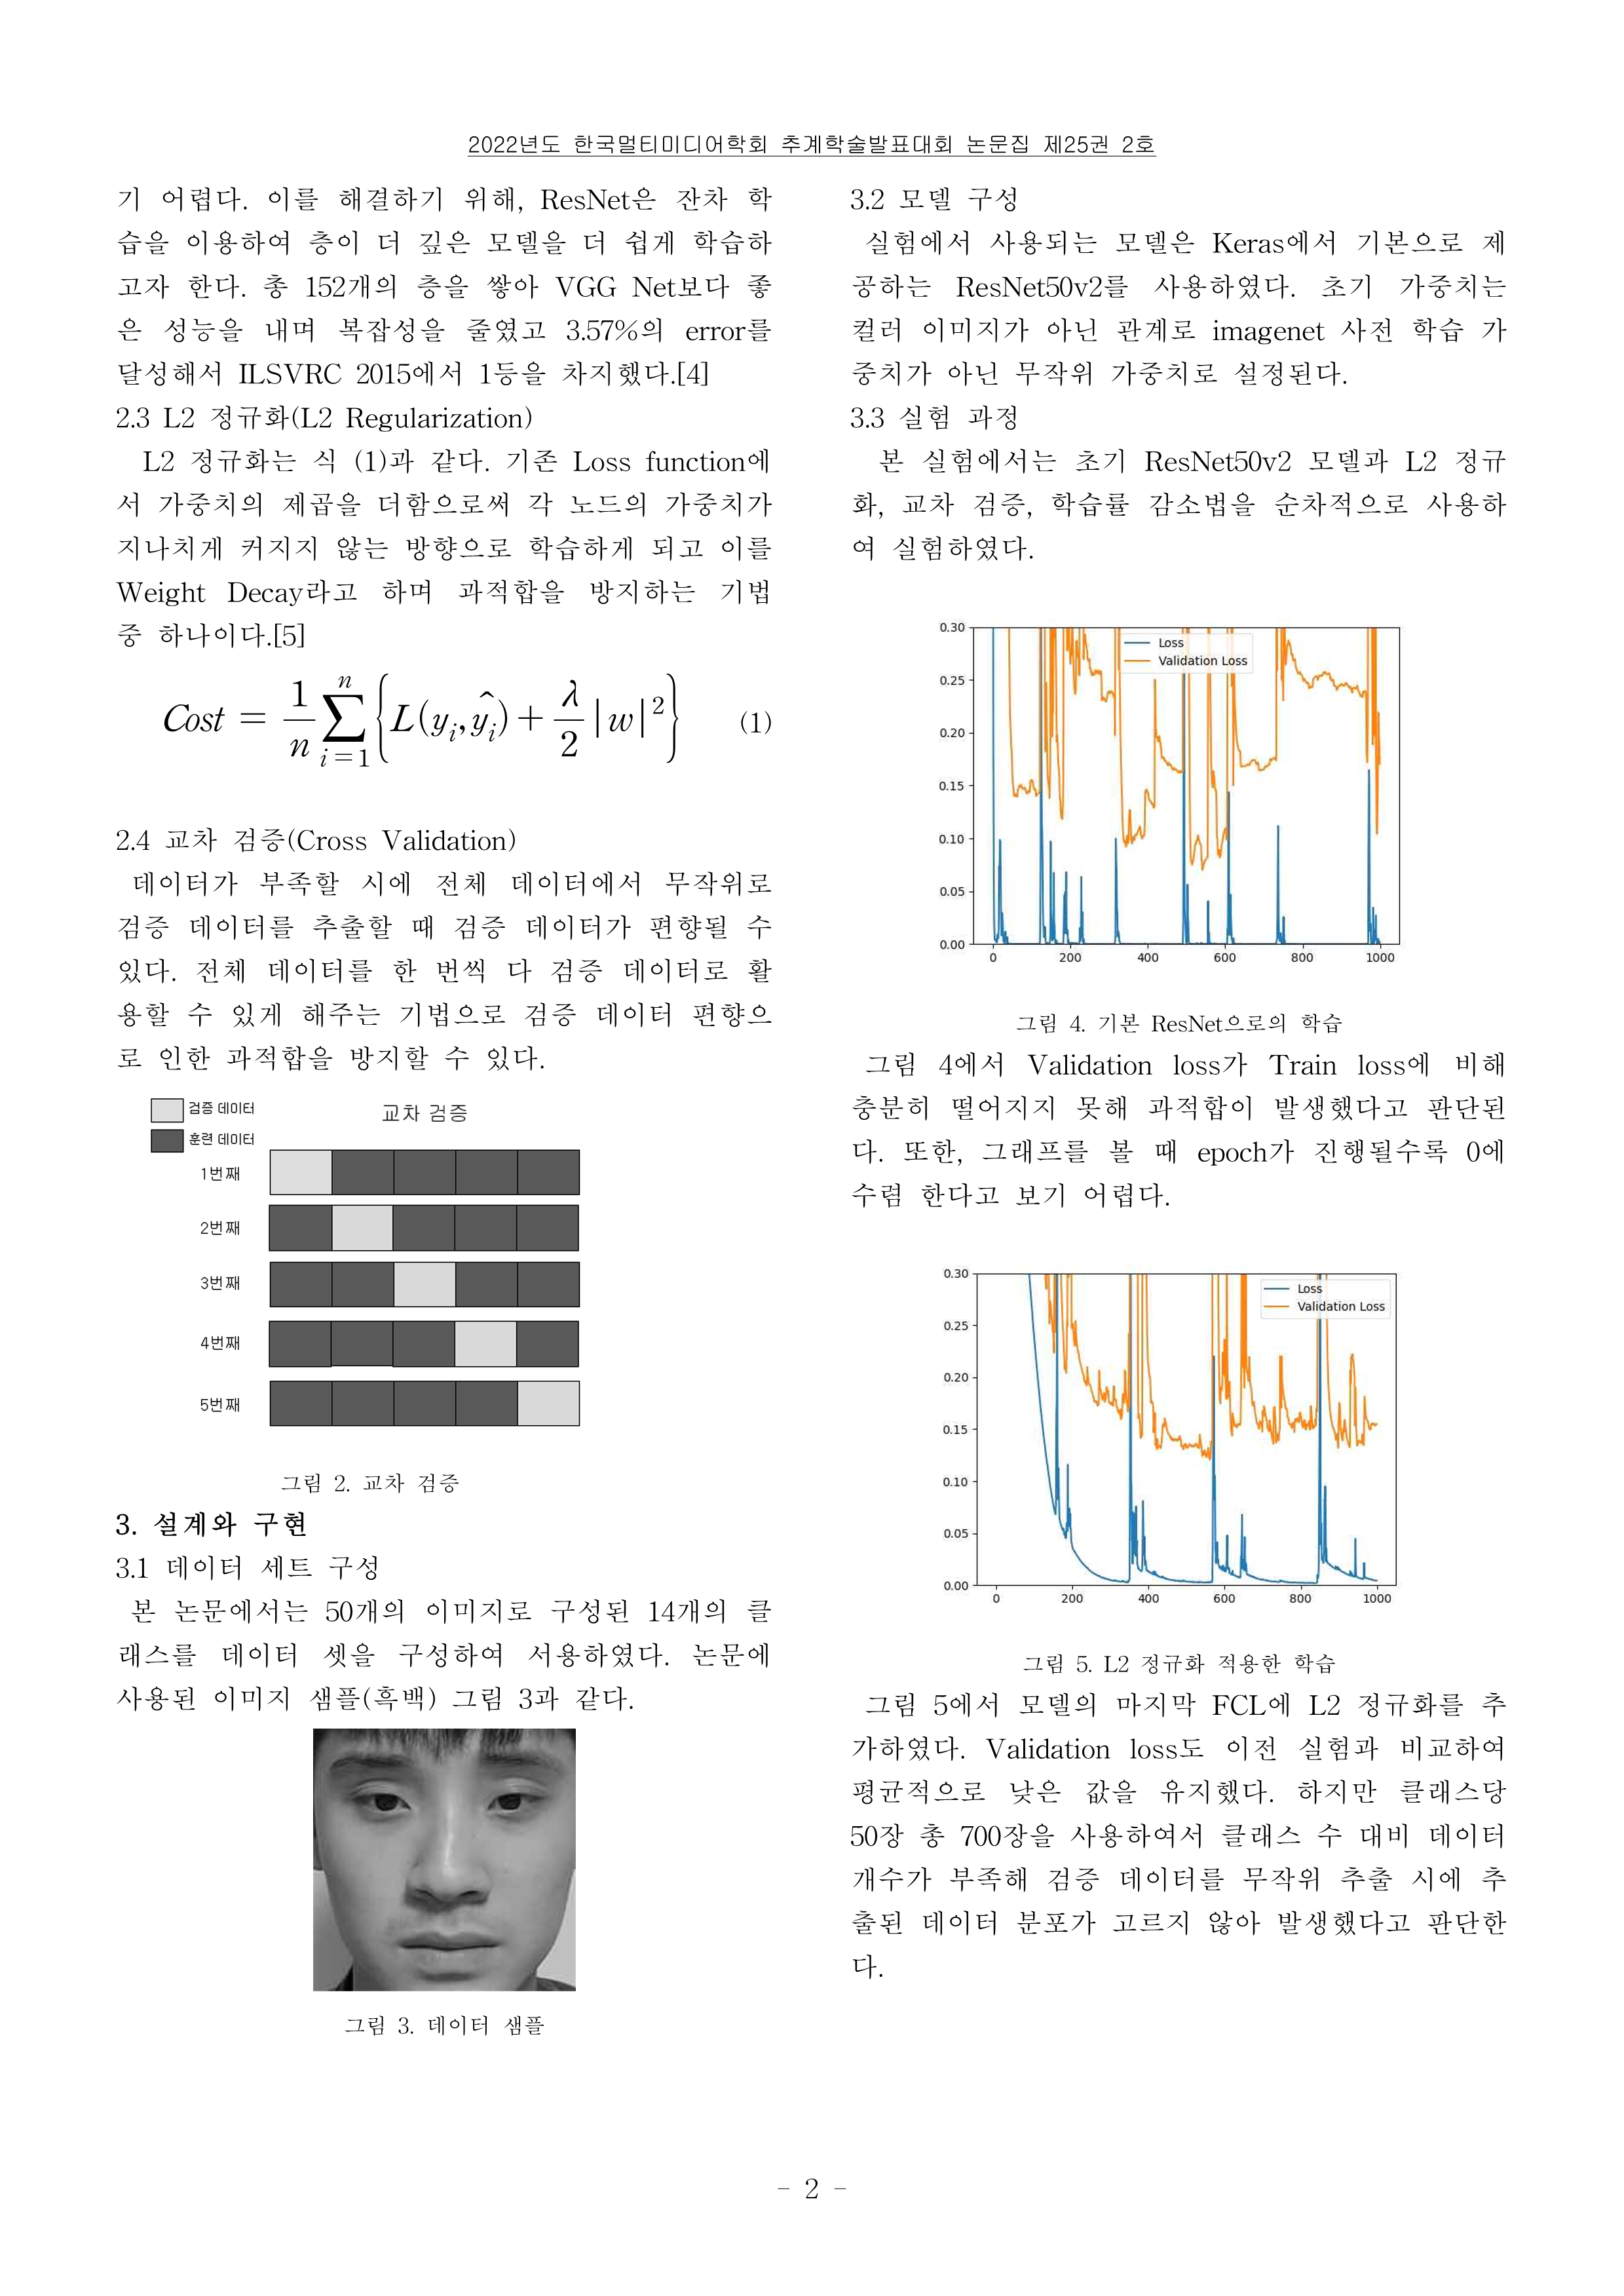 2022년도 한국멀티미디어학회 추계학술발표대회 논문집 제25권 2호
기 어렵다. 이를 해결하기 위해, ResNet은 잔차 학
습을 이용하여 층이 더 깊은 모델을 더 쉽게 학습하
고자 한다. 총 152개의 층을 쌓아 VGG Net보다 좋
은 성능을 내며 복잡성을 줄였고 3.57%의 error를
달성해서 ILSVRC 2015에서 1등을 차지했다.[4]
2.3 L2 정규화(L2 Regularization)
L2 정규화는 식 (1)과 같다. 기존 Loss function에
서 가중치의 제곱을 더함으로써 각 노드의 가중치가
지나치게 커지지 않는 방향으로 학습하게 되고 이를
Weight Decay라고 하며 과적합을 방지하는 기법
중 하나이다.[5]
Cost = \frac{1}{n} \sum_{i=1}^{n} \left\{ L(y_i, \hat{y_i}) + \frac{λ}{2} |w|^2 \right\} (1)
2.4 교차 검증(Cross Validation)
데이터가 부족할 시에 전체 데이터에서 무작위로
검증 데이터를 추출할 때 검증 데이터가 편향될 수
있다. 전체 데이터를 한 번씩 다 검증 데이터로 활
용할 수 있게 해주는 기법으로 검증 데이터 편향으
로 인한 과적합을 방지할 수 있다.
검증 데이터
교차 검증
훈련 데이터
1번째
2번째
3번째
4번째
5번째
그림 2. 교차 검증
3. 설계와 구현
3.1 데이터 세트 구성
본 논문에서는 50개의 이미지로 구성된 14개의 클
래스를 데이터 셋을 구성하여 서용하였다. 논문에
사용된 이미지 샘플(흑백) 그림 3과 같다.
그림 3. 데이터 샘플
3.2 모델 구성
실험에서 사용되는 모델은 Keras에서 기본으로 제
공하는 ResNet50v2를 사용하였다. 초기 가중치는
컬러 이미지가 아닌 관계로 imagenet 사전 학습 가
중치가 아닌 무작위 가중치로 설정된다.
3.3 실험 과정
본 실험에서는 초기 ResNet50v2 모델과 L2 정규
화, 교차 검증, 학습률 감소법을 순차적으로 사용하
여 실험하였다.
Loss
Validation Loss
0.30
0.25
0.20
0.15
0.10
0.05
0.00
0 200 400 600 800 1000
그림 4. 기본 ResNet으로의 학습
그림 4에서 Validation loss가 Train loss에 비해
충분히 떨어지지 못해 과적합이 발생했다고 판단된
다. 또한, 그래프를 볼 때 epoch가 진행될수록 0에
수렴 한다고 보기 어렵다.
Loss
Validation Loss
0.30
0.25
0.20
0.15
0.10
0.05
0.00
0 200 400 600 800 1000
그림 5. L2 정규화 적용한 학습
그림 5에서 모델의 마지막 FCL에 L2 정규화를 추
가하였다. Validation loss도 이전 실험과 비교하여
평균적으로 낮은 값을 유지했다. 하지만 클래스당
50장 총 700장을 사용하여서 클래스 수 대비 데이터
개수가 부족해 검증 데이터를 무작위 추출 시에 추
출된 데이터 분포가 고르지 않아 발생했다고 판단한
다.
- 2 -